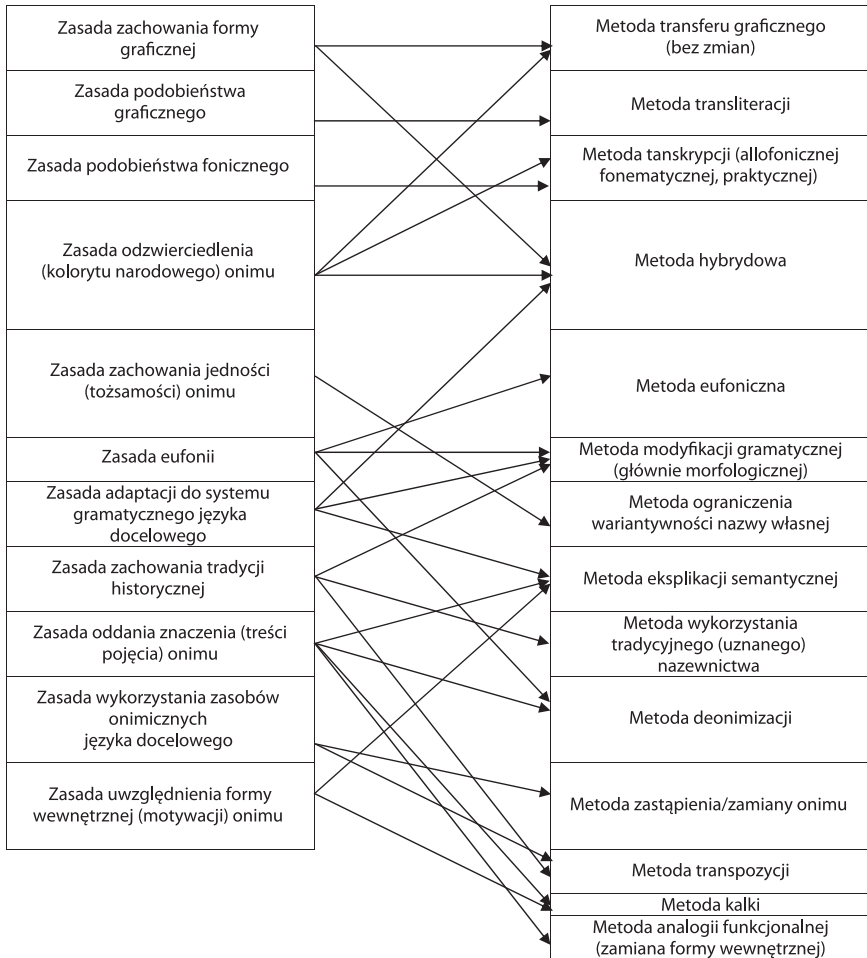 Zasada zachowania formy
graficznej
Zasada podobieństwa
graficznego
Zasada podobieństwa fonicznego
Zasada odzwierciedlenia
(kolorytu narodowego) onimu
Zasada zachowania jedności
(tożsamości) onimu
Zasada eufonii
Zasada adaptacji do systemu
gramatycznego języka
docelowego
Zasada zachowania tradycji
historycznej
Zasada oddania znaczenia (treści
pojęcia) onimu
Zasada wykorzystania zasobów
onimicznych
języka docelowego
Zasada uwzględnienia formy
wewnętrznej (motywacji) onimu
Metoda transferu graficznego
(bez zmian)
Metoda transliteracji
Metoda tanskrypcji (allofonicznej
fonematycznej, praktycznej)
Metoda hybrydowa
Metoda eufoniczna
Metoda modyfikacji gramatycznej
(głównie morfologicznej)
Metoda ograniczenia
wariantywności nazwy własnej
Metoda eksplikacji semantycznej
Metoda wykorzystania
tradycyjnego (uznanego)
nazewnictwa
Metoda deonimizacji
Metoda zastąpienia/zamiany onimu
Metoda transpozycji
Metoda kalki
Metoda analogii funkcjonalnej
(zamiana formy wewnętrznej)